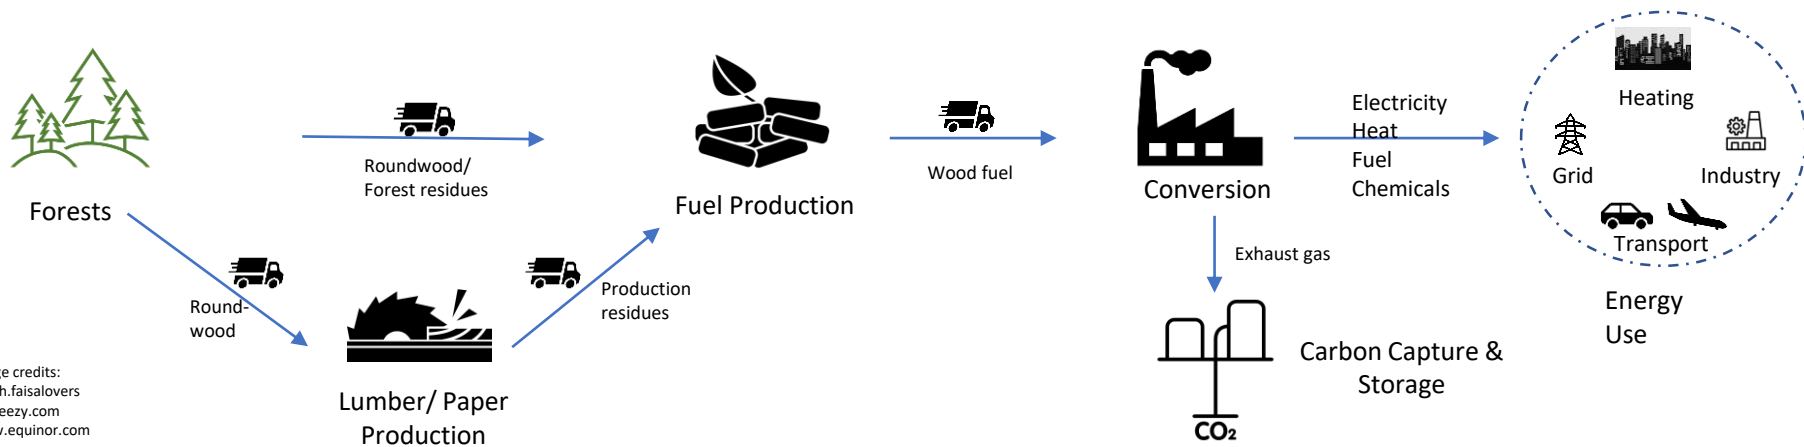 Forests
Roundwood/
Forest residues
Round-
wood
Lumber/ Paper
Production
Production
residues
Fuel Production
Wood fuel
Conversion
Exhaust gas
Carbon Capture &
Storage
CO₂
Electricity
Heat
Fuel
Chemicals
Heating
Grid
Industry
Transport
Energy
Use
credits:
.faisalovers
.com
.equinor.com